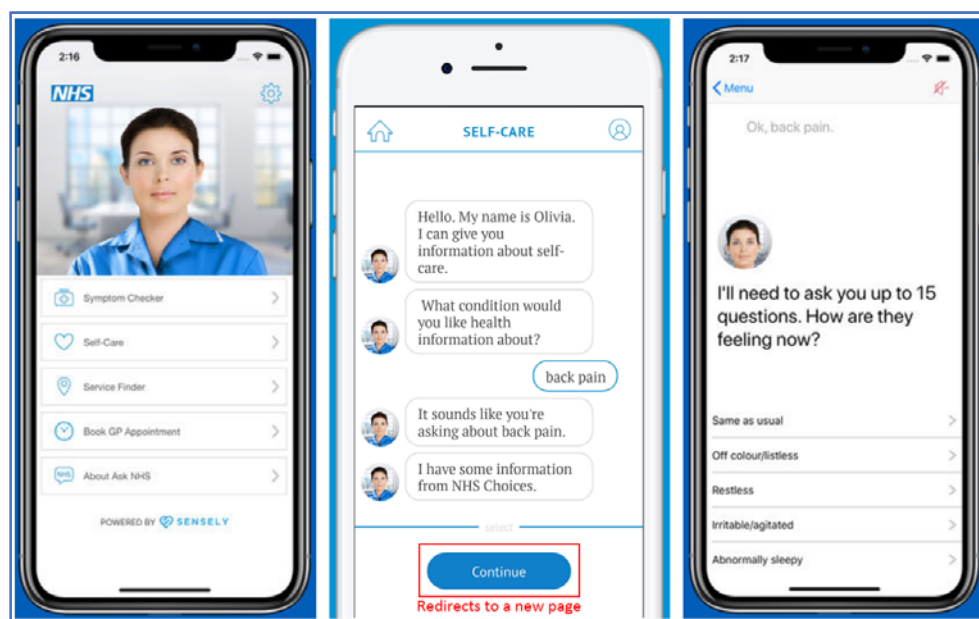 2:16
NHS
Symptom Checker
Self-Care
Service Finder
Book GP Appointment
NHS
About Ask NHS
POWERED BY SENSELY
SELF-CARE
Hello. My name is Olivia.
I can give you
information about self-
care.
What condition would
you like health
information about?
back pain
It sounds like you're
asking about back pain.
I have some information
from NHS Choices.
select
Continue
Redirects to a new page
2:17
Menu
Ok, back pain.
I'll need to ask you up to 15
questions. How are they
feeling now?
Same as usual
Off colour/listless
Restless
Irritable/agitated
Abnormally sleepy